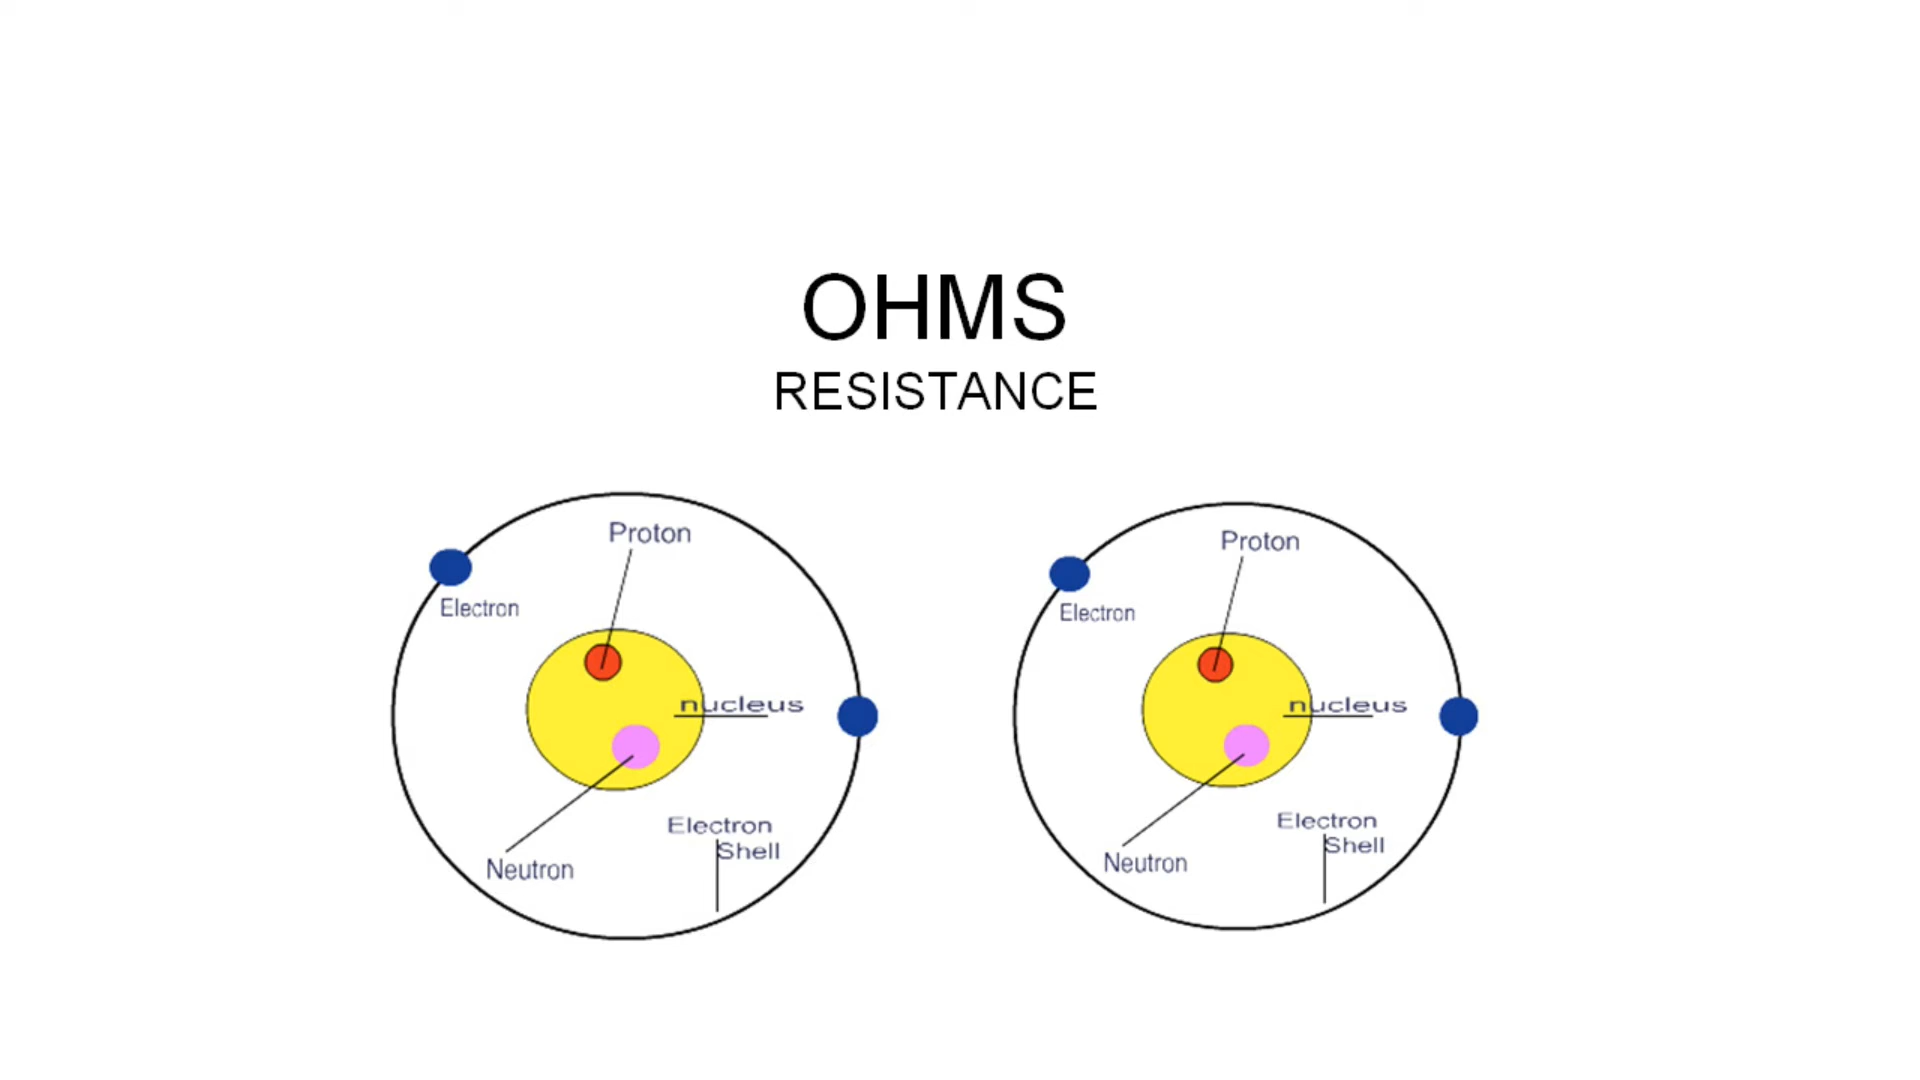 OHMS
RESISTANCE
Proton
Electron
nucleus
Electron
Shell
Neutron
Proton
Electron
nucleus
Electron
Shell
Neutron